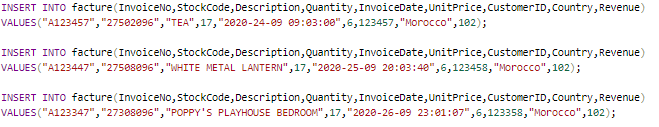 INSERT INTO facture(InvoiceNo,StockCode,Description,Quantity,InvoiceDate,UnitPrice,CustomerID,Country,Revenue)
VALUES("A123457","27502096","TEA",17,"2020-24-09 09:03:00",6,123457,"Morocco",102);
INSERT INTO facture(InvoiceNo,StockCode,Description,Quantity,InvoiceDate,UnitPrice,CustomerID,Country,Revenue)
VALUES("A123447","27508096","WHITE METAL LANTERN",17,"2020-25-09 20:03:40",6,123458,"Morocco",102);
INSERT INTO facture(InvoiceNo,StockCode,Description,Quantity,InvoiceDate,UnitPrice,CustomerID,Country,Revenue)
VALUES("A123347","27308096","POPPY'S PLAYHOUSE BEDROOM",17,"2020-26-09 23:01:07",6,123358,"Morocco",102);